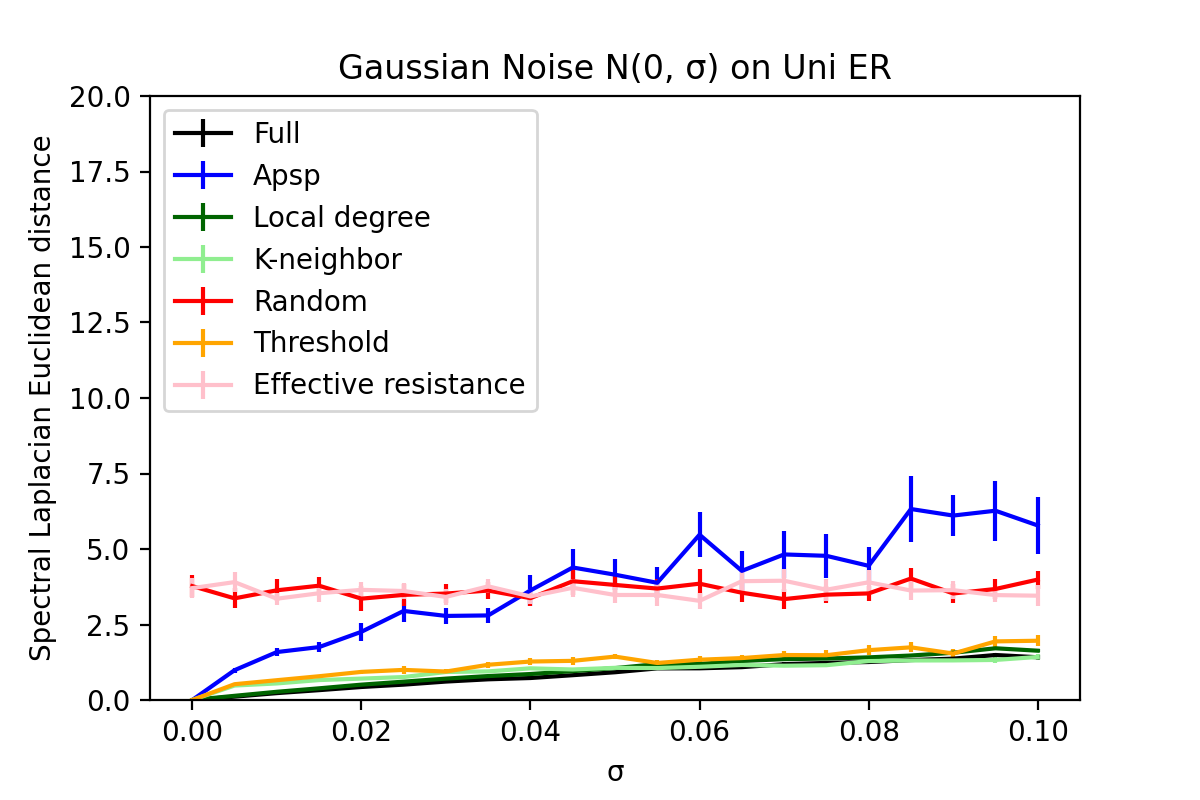 Gaussian Noise N(0, σ) on Uni ER
Spectral Laplacian Euclidean distance
20.0
17.5
15.0
12.5
10.0
7.5
5.0
2.5
0.0
Full
Apsp
Local degree
K-neighbor
Random
Threshold
Effective resistance
0.00 0.02 0.04 0.06 0.08 0.10
σ